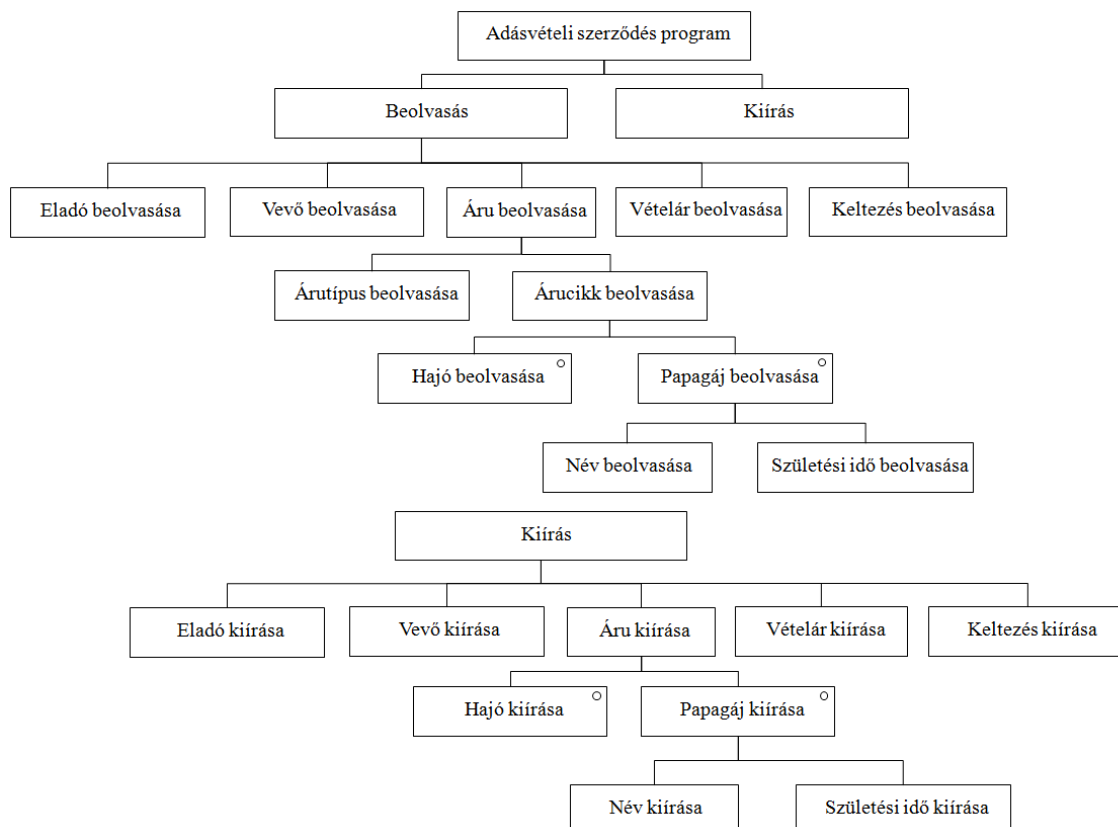 Adásvételi szerződés program
Beolvasás
Kiírás
Eladó beolvasása
Vevő beolvasása
Áru beolvasása
Vételár beolvasása
Keltezés beolvasása
Árutípus beolvasása
Árucikk beolvasása
Hajó beolvasása
Papagáj beolvasása
Név beolvasása
Születési idő beolvasása
Kiírás
Eladó kiírása
Vevő kiírása
Áru kiírása
Vételár kiírása
Keltezés kiírása
Hajó kiírása
Papagáj kiírása
Név kiírása
Születési idő kiírása